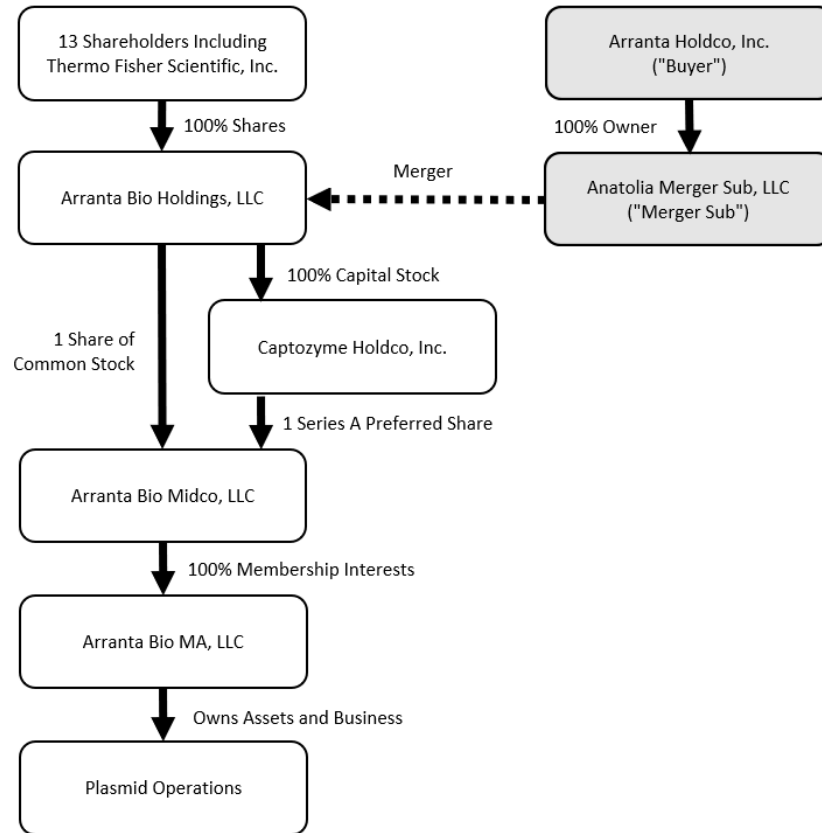 13 Shareholders Including
Thermo Fisher Scientific, Inc.
Arranta Holdco, Inc.
("Buyer")
100% Shares
100% Owner
Arranta Bio Holdings, LLC
Merger
Anatolia Merger Sub, LLC
("Merger Sub")
100% Capital Stock
1 Share of
Common Stock
Captozyme Holdco, Inc.
1 Series A Preferred Share
Arranta Bio Midco, LLC
100% Membership Interests
Arranta Bio MA, LLC
Owns Assets and Business
Plasmid Operations